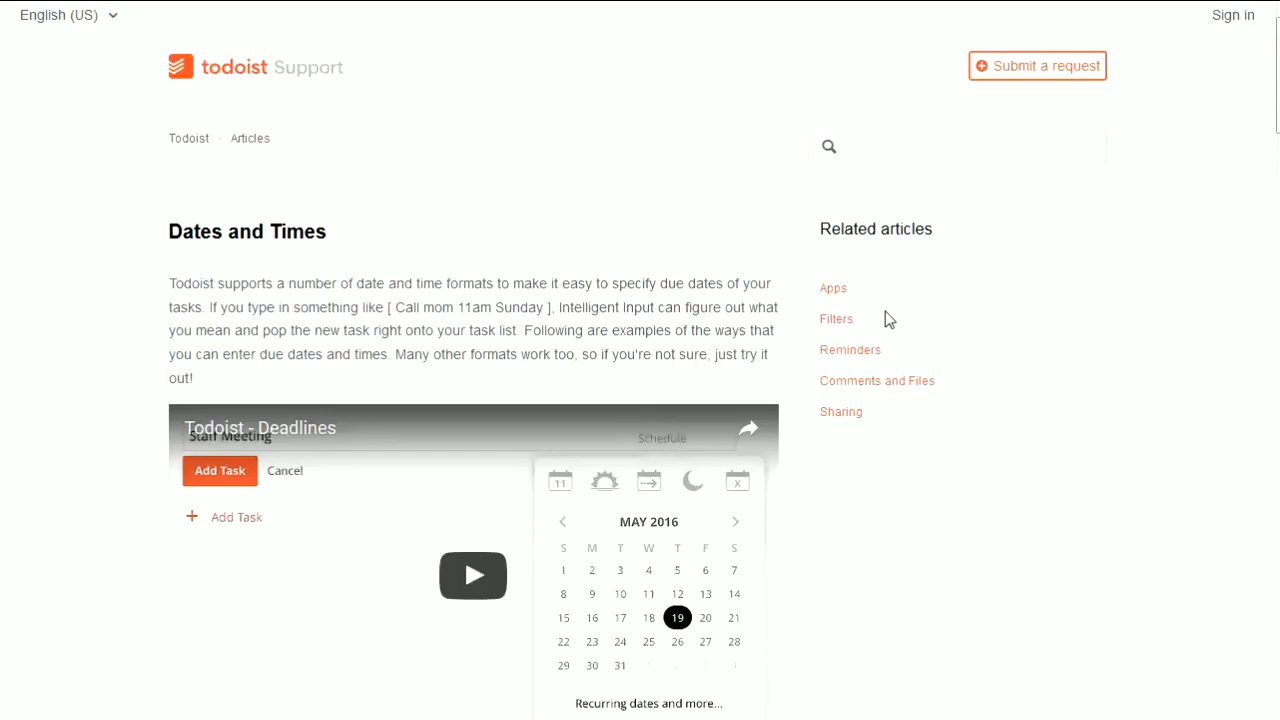 English (US)
Sign in
todoist Support
Submit a request
Todoist Articles
Dates and Times
Todoist supports a number of date and time formats to make it easy to specify due dates of your
tasks. If you type in something like [ Call mom 11am Sunday ], Intelligent Input can figure out what
you mean and pop the new task right onto your task list. Following are examples of the ways that
you can enter due dates and times. Many other formats work too, so if you're not sure, just try it
out!
Related articles
Apps
Filters
Reminders
Comments and Files
Sharing
Todoist - Deadlines
Staff Meeting
Schedule
Add Task Cancel
+ Add Task
11 X
MAY 2016
S M T W T F S
1 2 3 4 5 6 7
8 9 10 11 12 13 14
15 16 17 18 19 20 21
22 23 24 25 26 27 28
29 30 31
Recurring dates and more...